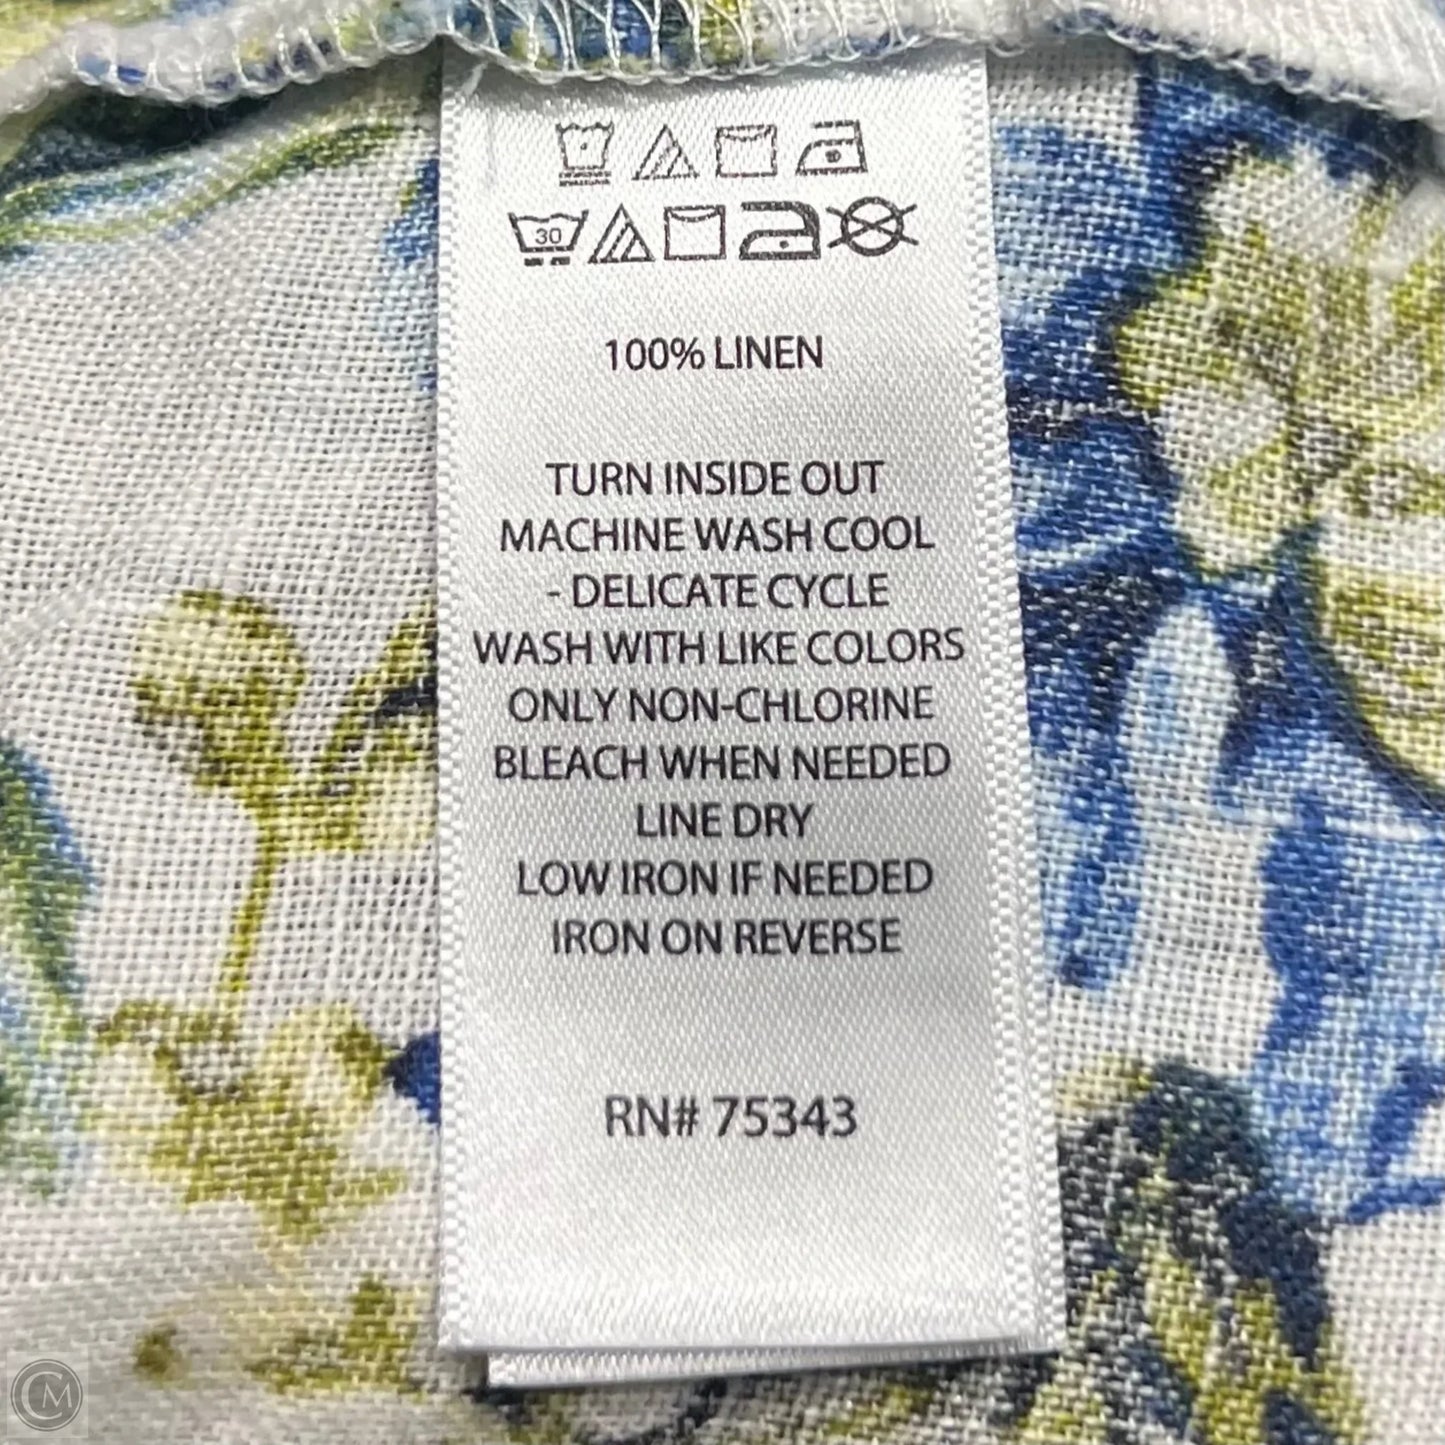 30
100% LINEN
TURN INSIDE OUT
MACHINE WASH COOL
- DELICATE CYCLE
WASH WITH LIKE COLORS
ONLY NON-CHLORINE
BLEACH WHEN NEEDED
LINE DRY
LOW IRON IF NEEDED
IRON ON REVERSE
RN# 75343
CM